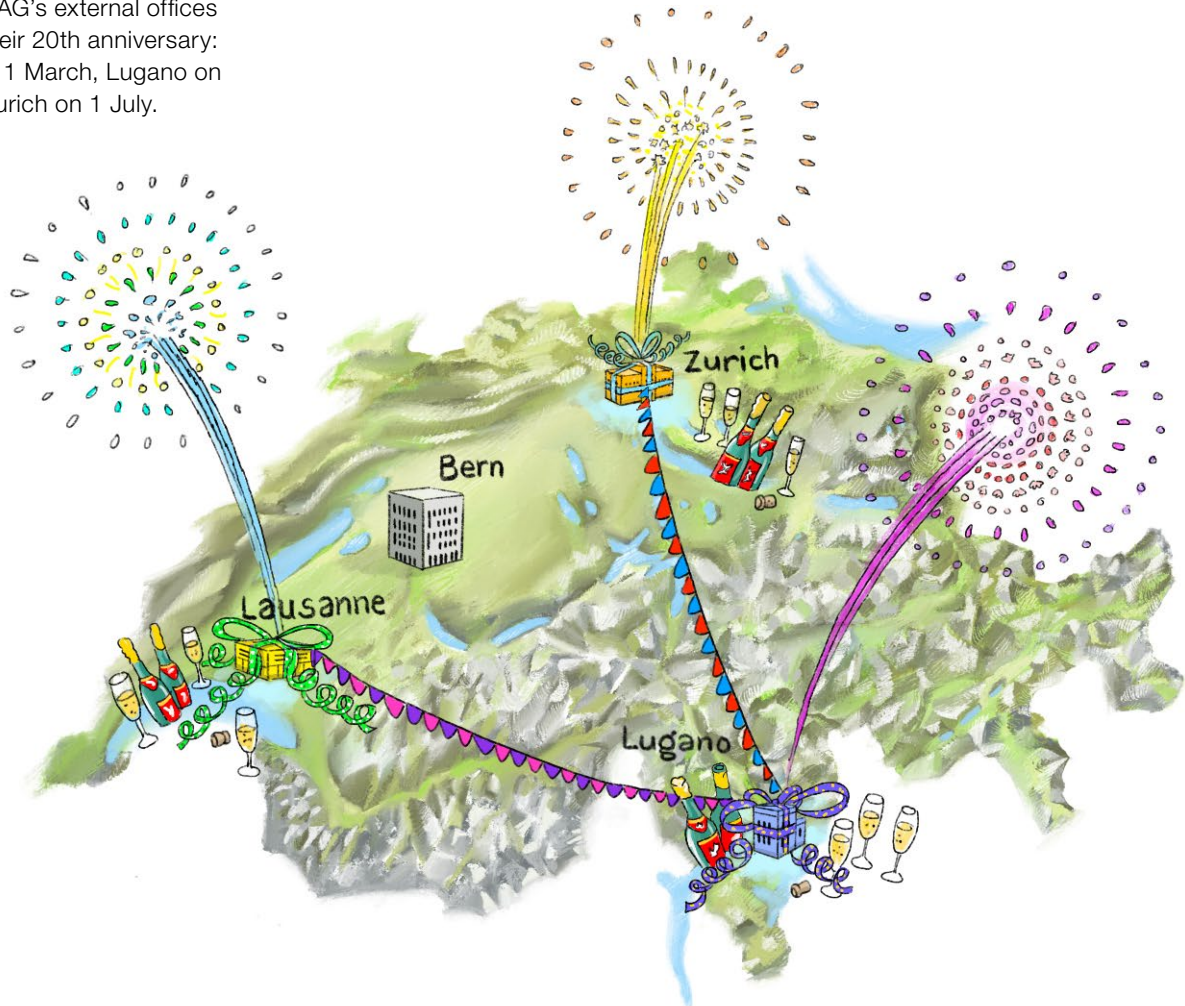 AG’s external offices
eir 20th anniversary:
1 March, Lugano on
urich on 1 July.
Zurich
Bern
Lausanne
Lugano